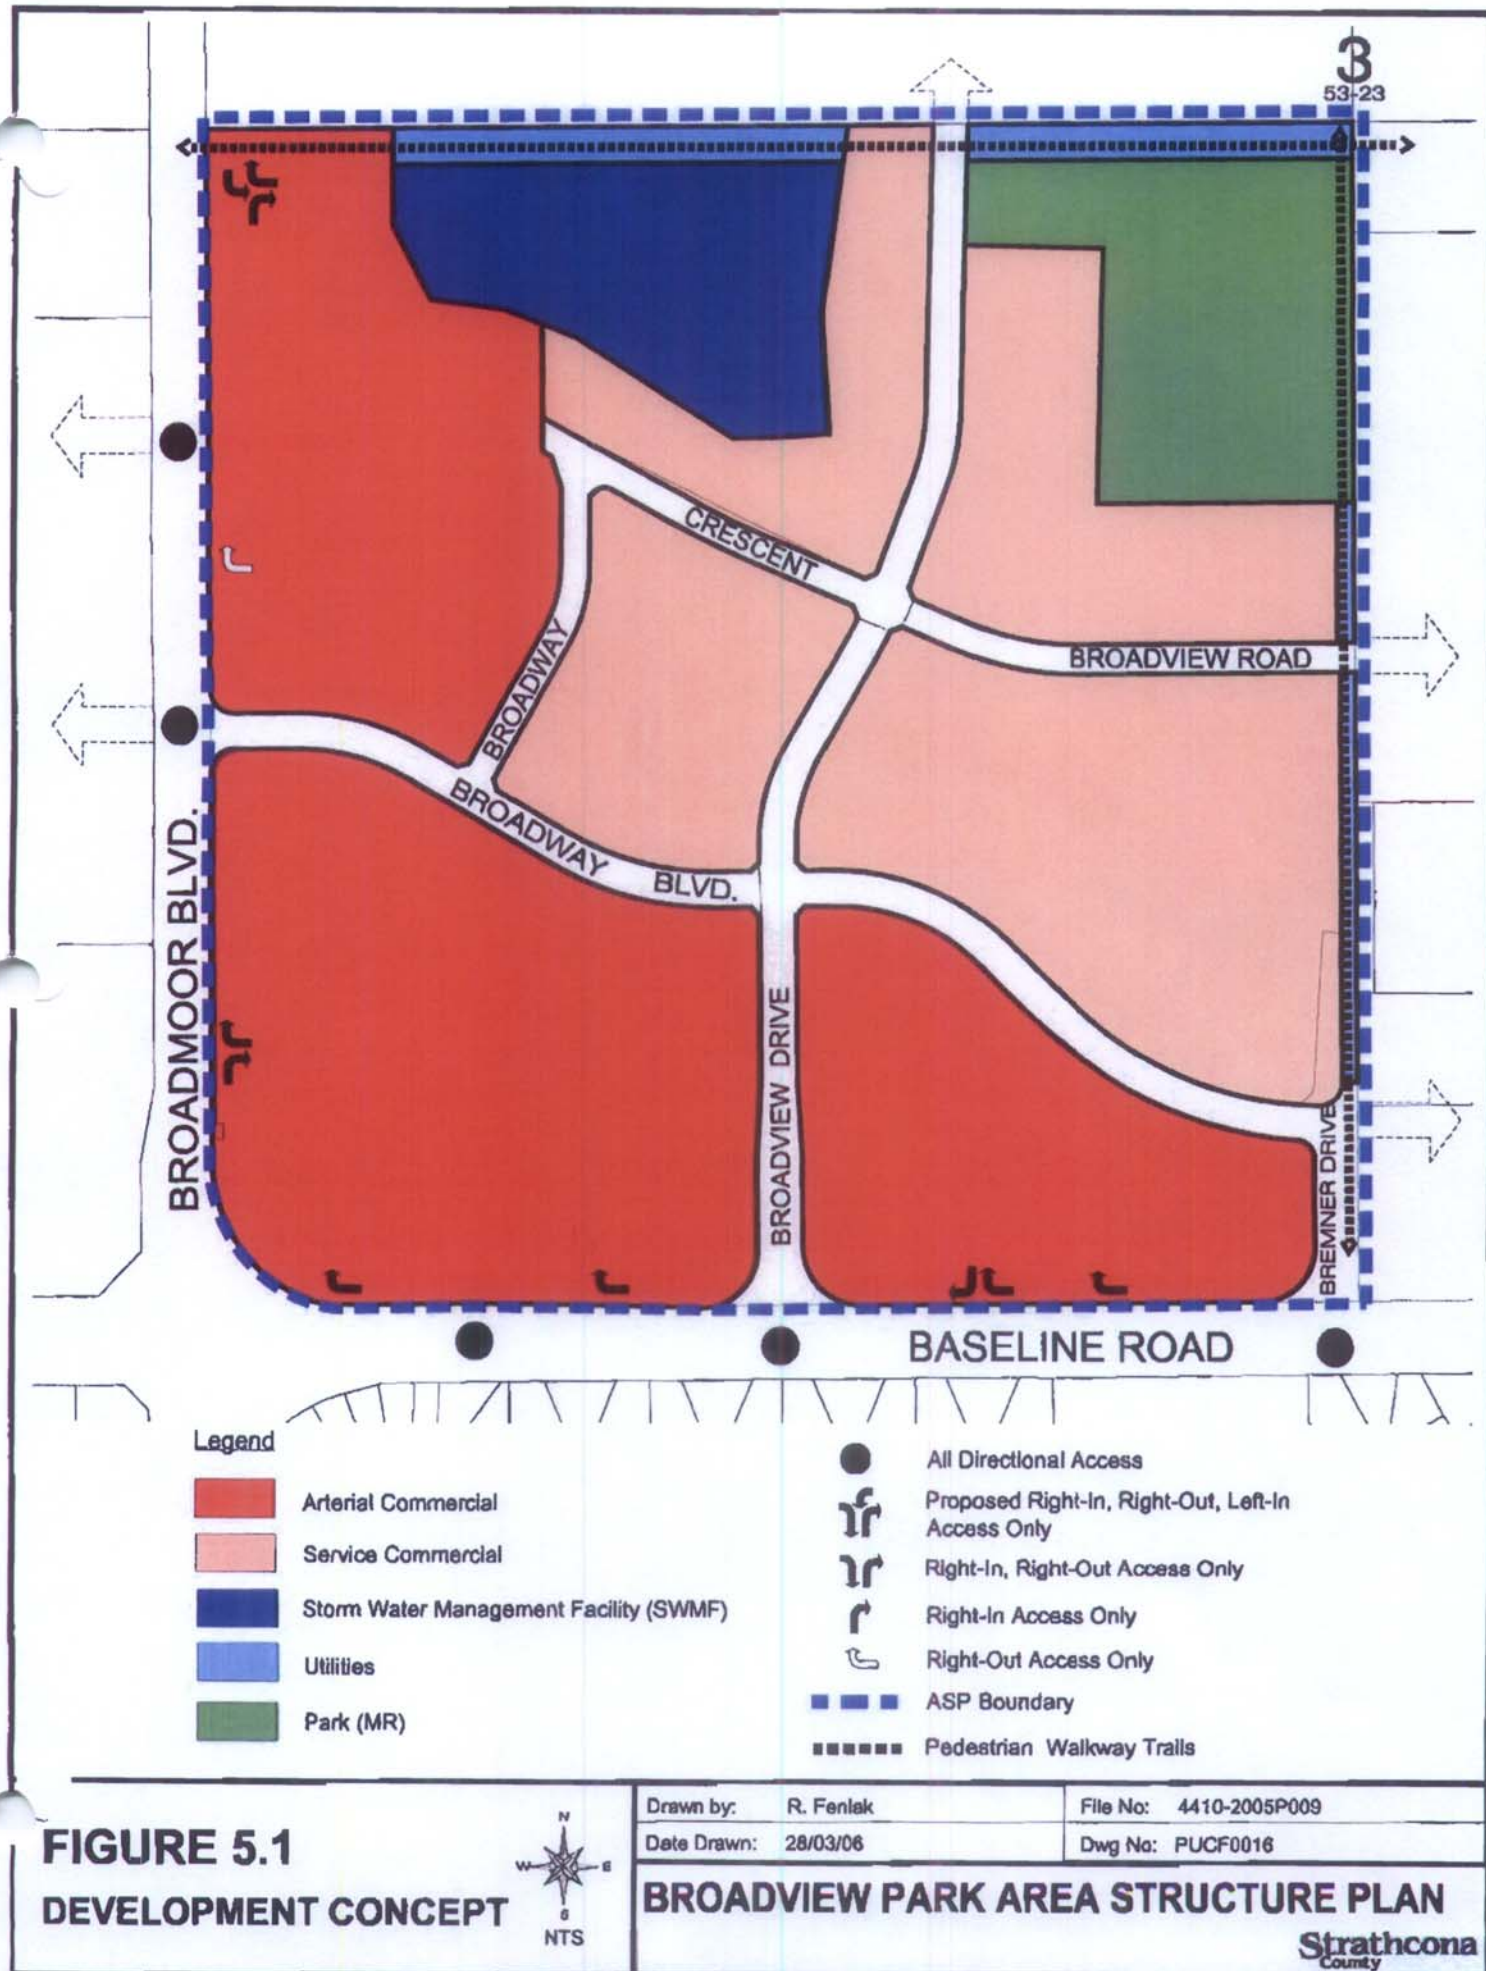 3
53-23
CRESCENT
BROADVIEW ROAD
BROADWAY
BROADWAY BLVD.
BROADMOOR BLVD.
BROADVIEW DRIVE
BREMNER DRIVE
BASELINE ROAD
Legend
Arterial Commercial
Service Commercial
Storm Water Management Facility (SWMF)
Utilities
Park (MR)
All Directional Access
Proposed Right-In, Right-Out, Left-In
Access Only
Right-In, Right-Out Access Only
Right-In Access Only
Right-Out Access Only
ASP Boundary
Pedestrian Walkway Trails
FIGURE 5.1
DEVELOPMENT CONCEPT
N
W E
S
NTS
Drawn by: R. Fenlak
File No: 4410-2005P009
Date Drawn: 28/03/06
Dwg No: PUCF0016
BROADVIEW PARK AREA STRUCTURE PLAN
Strathcona
County